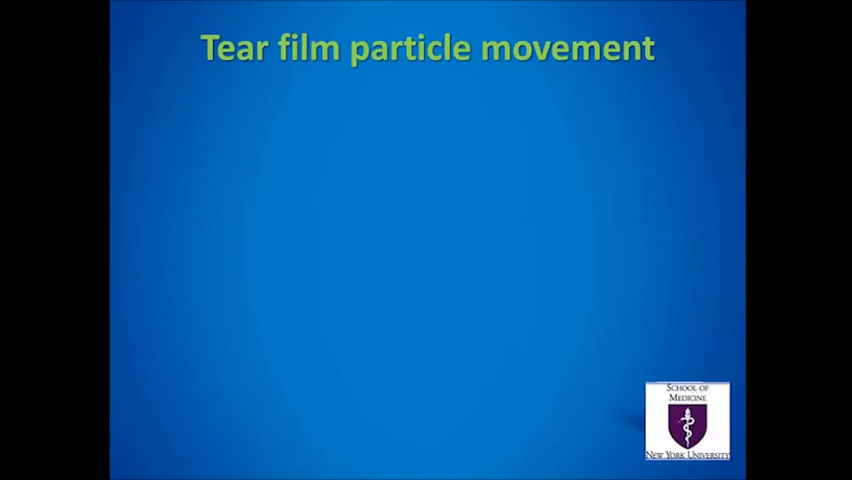 Tear film particle movement
SCHOOL OF
MEDICINE
NEW YORK UNIVERSITY